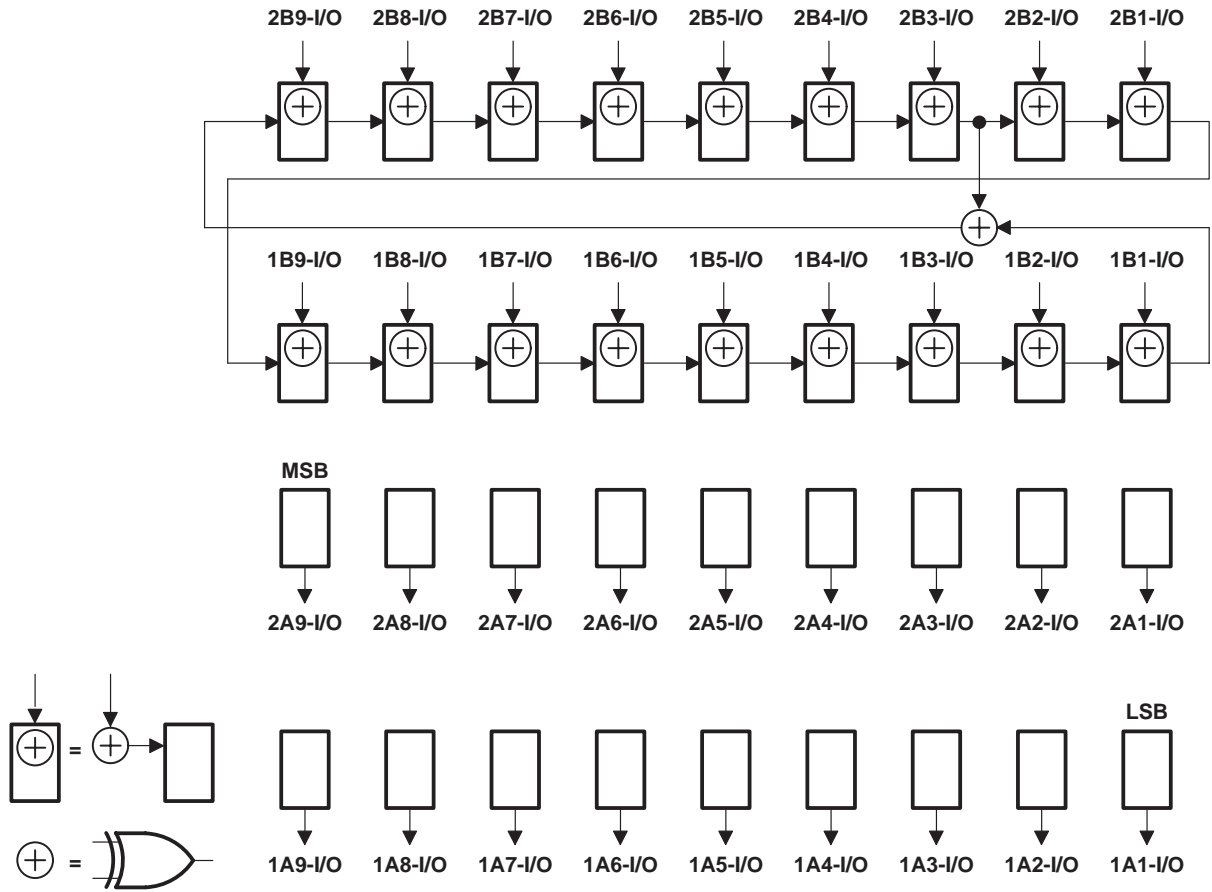 2B9-I/O 2B8-I/O 2B7-I/O 2B6-I/O 2B5-I/O 2B4-I/O 2B3-I/O 2B2-I/O 2B1-I/O
1B9-I/O 1B8-I/O 1B7-I/O 1B6-I/O 1B5-I/O 1B4-I/O 1B3-I/O 1B2-I/O 1B1-I/O
MSB
2A9-I/O 2A8-I/O 2A7-I/O 2A6-I/O 2A5-I/O 2A4-I/O 2A3-I/O 2A2-I/O 2A1-I/O
LSB
=
=
1A9-I/O 1A8-I/O 1A7-I/O 1A6-I/O 1A5-I/O 1A4-I/O 1A3-I/O 1A2-I/O 1A1-I/O